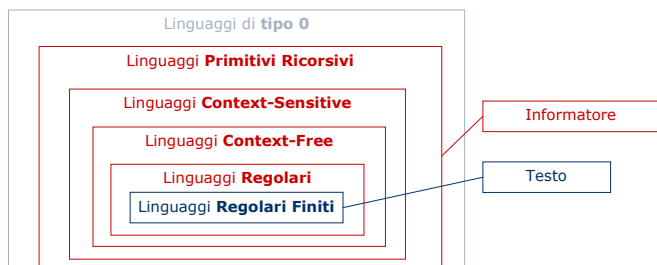 Linguaggi di tipo 0
Linguaggi Primitivi Ricorsivi
Linguaggi Context-Sensitive
Informatore
Linguaggi Context-Free
Linguaggi Regolari
Testo
Linguaggi Regolari Finiti